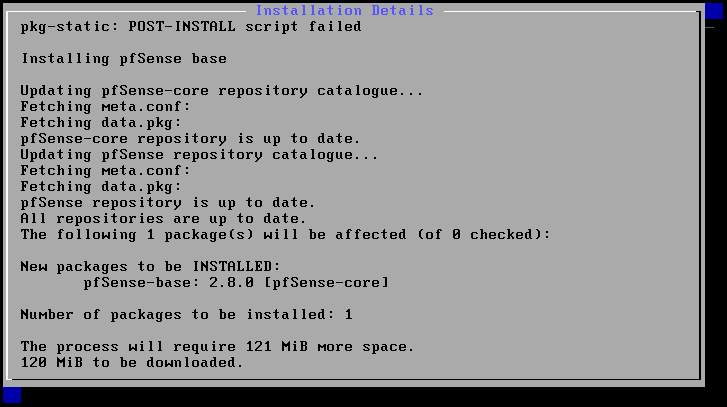 Installation Details
pkg-static: POST-INSTALL script failed
Installing pfSense base
Updating pfSense-core repository catalogue...
Fetching meta.conf:
Fetching data.pkg:
pfSense-core repository is up to date.
Updating pfSense repository catalogue...
Fetching meta.conf:
Fetching data.pkg:
pfSense repository is up to date.
All repositories are up to date.
The following 1 package(s) will be affected (of 0 checked):
New packages to be INSTALLED:
pfSense-base: 2.8.0 [pfSense-core]
Number of packages to be installed: 1
The process will require 121 MiB more space.
120 MiB to be downloaded.